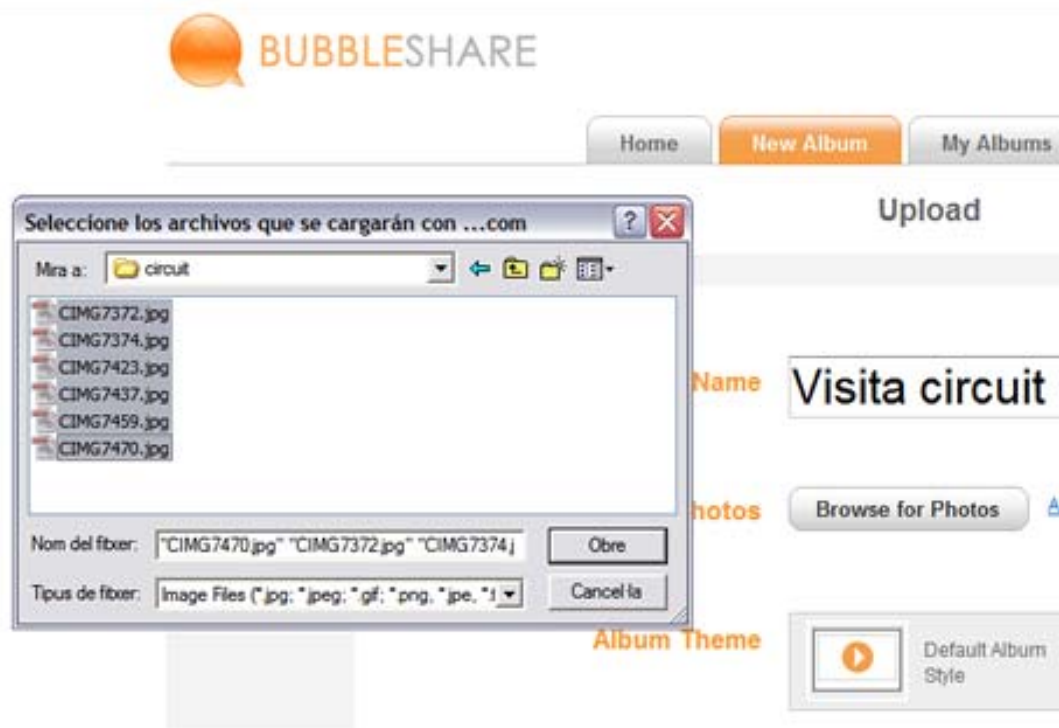 BUBBLESHARE
Home New Album My Albums
Upload
Seleccione los archivos que se cargarán con ...com
Mira a: circuit
CIMG7372.jpg
CIMG7374.jpg
CIMG7423.jpg
CIMG7437.jpg
CIMG7459.jpg
CIMG7470.jpg
Nom del fitxer: "CIMG7470.jpg" "CIMG7372.jpg" "CIMG7374.j
Obre
Tipus de fitxer: Image Files (*.jpg; *.jpeg; *.gif; *.png, *.jpe, *.t
Cancel·la
Name Visita circuit
hotos Browse for Photos A
Album Theme
Default Album
Style